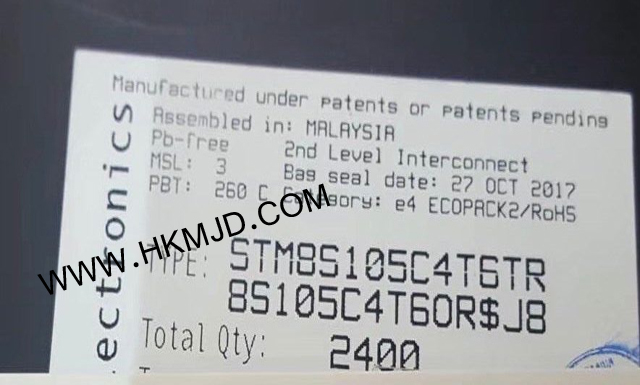 Manufactured under patents or patents pending
Assembled in: MALAYSIA
Pb-free 2nd Level Interconnect
MSL: 3 Bag seal date: 27 OCT 2017
PBT: 260 C Category: e4 ECOPACK2/RoHS
TYPE: STM8S105C4T6TR
8S105C4T6OR$J8
Total Qty: 2400
ectronics
WWW.HKMJD.COM